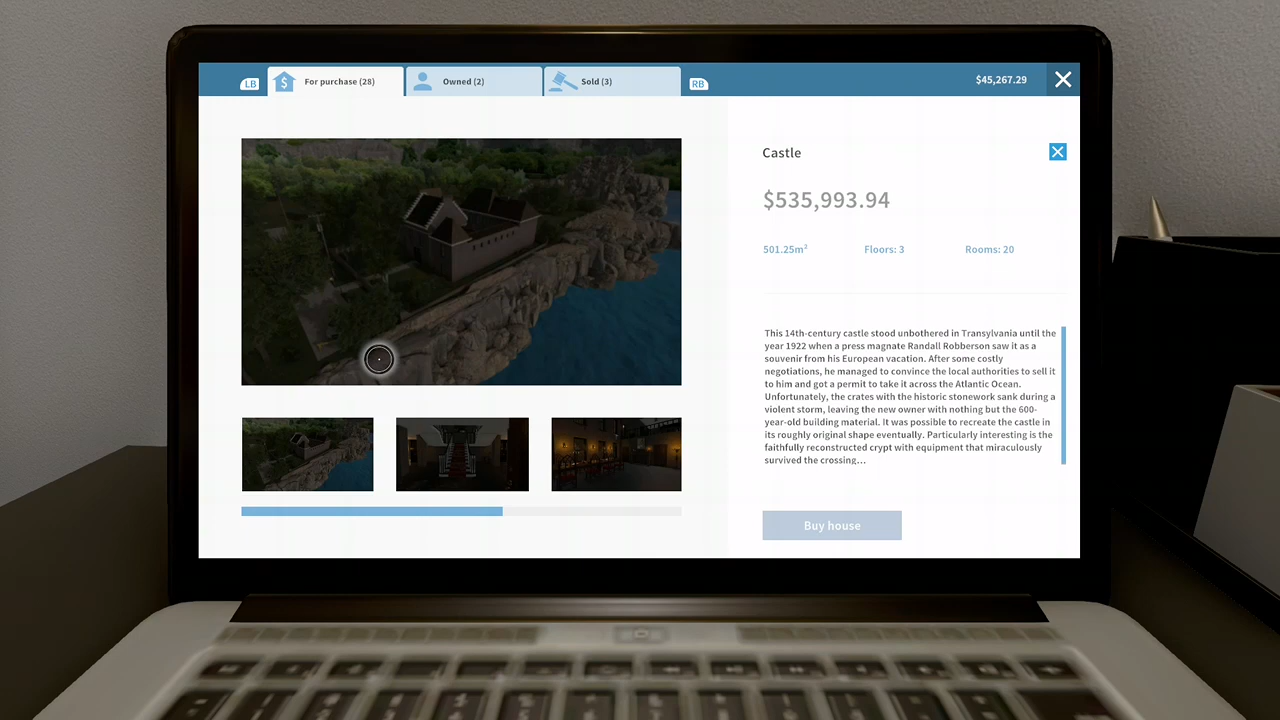 LB
For purchase (28)
Owned (2)
Sold (3)
RB
$45,267.29
Castle
$535,993.94
501.25m²
Floors: 3
Rooms: 20
This 14th-century castle stood unbothered in Transylvania until the
year 1922 when a press magnate Randall Robberson saw it as a
souvenir from his European vacation. After some costly
negotiations, he managed to convince the local authorities to sell it
to him and got a permit to take it across the Atlantic Ocean.
Unfortunately, the crates with the historic stonework sank during a
violent storm, leaving the new owner with nothing but the 600-
year-old building material. It was possible to recreate the castle in
its roughly original shape eventually. Particularly interesting is the
faithfully reconstructed crypt with equipment that miraculously
survived the crossing...
Buy house